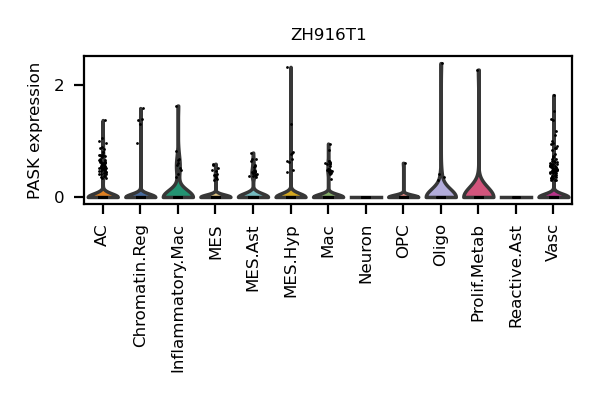 ZH916T1
PASK expression
2
0
AC
Chromatin.Reg
Inflammatory.Mac
MES
MES.Ast
MES.Hyp
Mac
Neuron
OPC
Oligo
Prolif.Metab
Reactive.Ast
Vasc